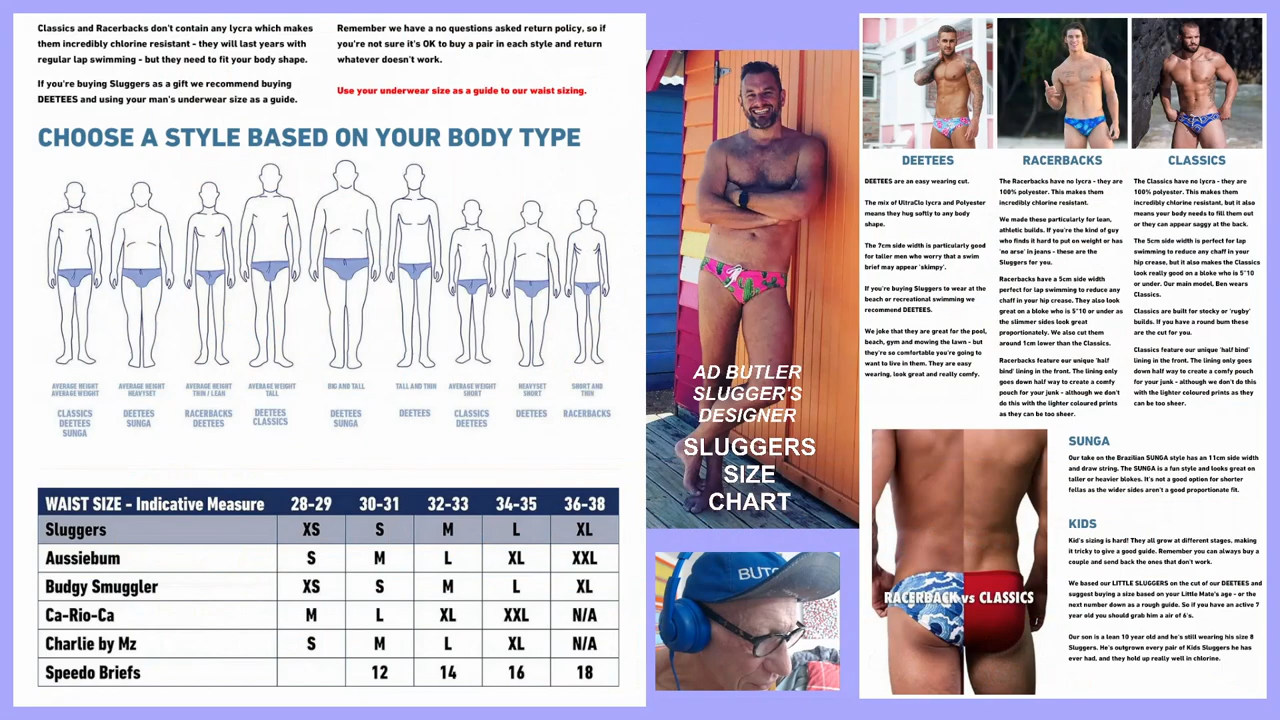 Classics and Racerbacks don't contain any lycra which makes
them incredibly chlorine resistant - they will last years with
regular lap swimming - but they need to fit your body shape.
If you're buying Sluggers as a gift we recommend buying
DEETEES and using your man's underwear size as a guide.
Remember we have a no questions asked return policy, so if
you're not sure it's OK to buy a pair in each style and return
whatever doesn't work.
Use your underwear size as a guide to our waist sizing.
CHOOSE A STYLE BASED ON YOUR BODY TYPE
AVERAGE HEIGHT
AVERAGE WEIGHT
CLASSICS
DEETEES
SUNGA
AVERAGE HEIGHT
HEAVYSET
DEETEES
SUNGA
AVERAGE HEIGHT
THIN / LEAN
RACERBACKS
DEETEES
AVERAGE WEIGHT
TALL
DEETEES
CLASSICS
BIG AND TALL
DEETEES
SUNGA
TALL AND THIN
DEETEES
AVERAGE WEIGHT
SHORT
CLASSICS
DEETEES
HEAVYSET
SHORT
DEETEES
SHORT AND
THIN
RACERBACKS
WAIST SIZE - Indicative Measure 28-29 30-31 32-33 34-35 36-38
Sluggers XS S M L XL
Aussiebum S M L XL XXL
Budgy Smuggler XS S M L XL
Ca-Rio-Ca M L XL XXL N/A
Charlie by Mz S M L XL N/A
Speedo Briefs 12 14 16 18
AD BUTLER
SLUGGER'S
DESIGNER
SLUGGERS
SIZE
CHART
BUTC
DEETEES
DEETEES are an easy wearing cut.
The mix of UltraClo lycra and Polyester
means they hug softly to any body
shape.
The 7cm side width is particularly good
for taller men who worry that a swim
brief may appear 'skimpy'.
If you're buying Sluggers to wear at the
beach or recreational swimming we
recommend DEETEES.
We joke that they are great for the pool,
beach, gym and mowing the lawn - but
they're so comfortable you're going to
want to live in them. They are easy
wearing, look great and really comfy.
RACERBACKS
The Racerbacks have no lycra - they are
100% polyester. This makes them
incredibly chlorine resistant.
We made these particularly for lean,
athletic builds. If you're the kind of guy
who finds it hard to put on weight or has
'no arse' in jeans - these are the
Sluggers for you.
Racerbacks have a 5cm side width
perfect for lap swimming to reduce any
chaff in your hip crease. They also look
great on a bloke who is 5"10 or under as
the slimmer sides look great
proportionately. We also cut them
around 1cm lower than the Classics.
Racerbacks feature our unique 'half
bind' lining in the front. The lining only
goes down half way to create a comfy
pouch for your junk - although we don't
do this with the lighter coloured prints
as they can be too sheer.
CLASSICS
The Classics have no lycra - they are
100% polyester. This makes them
incredibly chlorine resistant, but it also
means your body needs to fill them out
or they can appear saggy at the back.
The 5cm side width is perfect for lap
swimming to reduce any chaff in your
hip crease, but it also makes the Classics
look really good on a bloke who is 5"10
or under. Our main model, Ben wears
Classics.
Classics are built for stocky or 'rugby'
builds. If you have a round bum these
are the cut for you.
Classics feature our unique 'half bind'
lining in the front. The lining only goes
down half way to create a comfy pouch
for your junk - although we don't do this
with the lighter coloured prints as they
can be too sheer.
RACERBACK vs CLASSICS
SUNGA
Our take on the Brazilian SUNGA style has an 11cm side width
and draw string. The SUNGA is a fun style and looks great on
taller or heavier blokes. It's not a good option for shorter
fellas as the wider sides aren't a good proportionate fit.
KIDS
Kid's sizing is hard! They all grow at different stages, making
it tricky to give a good guide. Remember you can always buy a
couple and send back the ones that don't work.
We based our LITTLE SLUGGERS on the cut of our DEETEES and
suggest buying a size based on your Little Mate's age - or the
next number down as a rough guide. So if you have an active 7
year old you should grab him a air of 6's.
Our son is a lean 10 year old and he's still wearing his size 8
Sluggers. He's outgrown every pair of Kids Sluggers he has
ever had, and they hold up really well in chlorine.